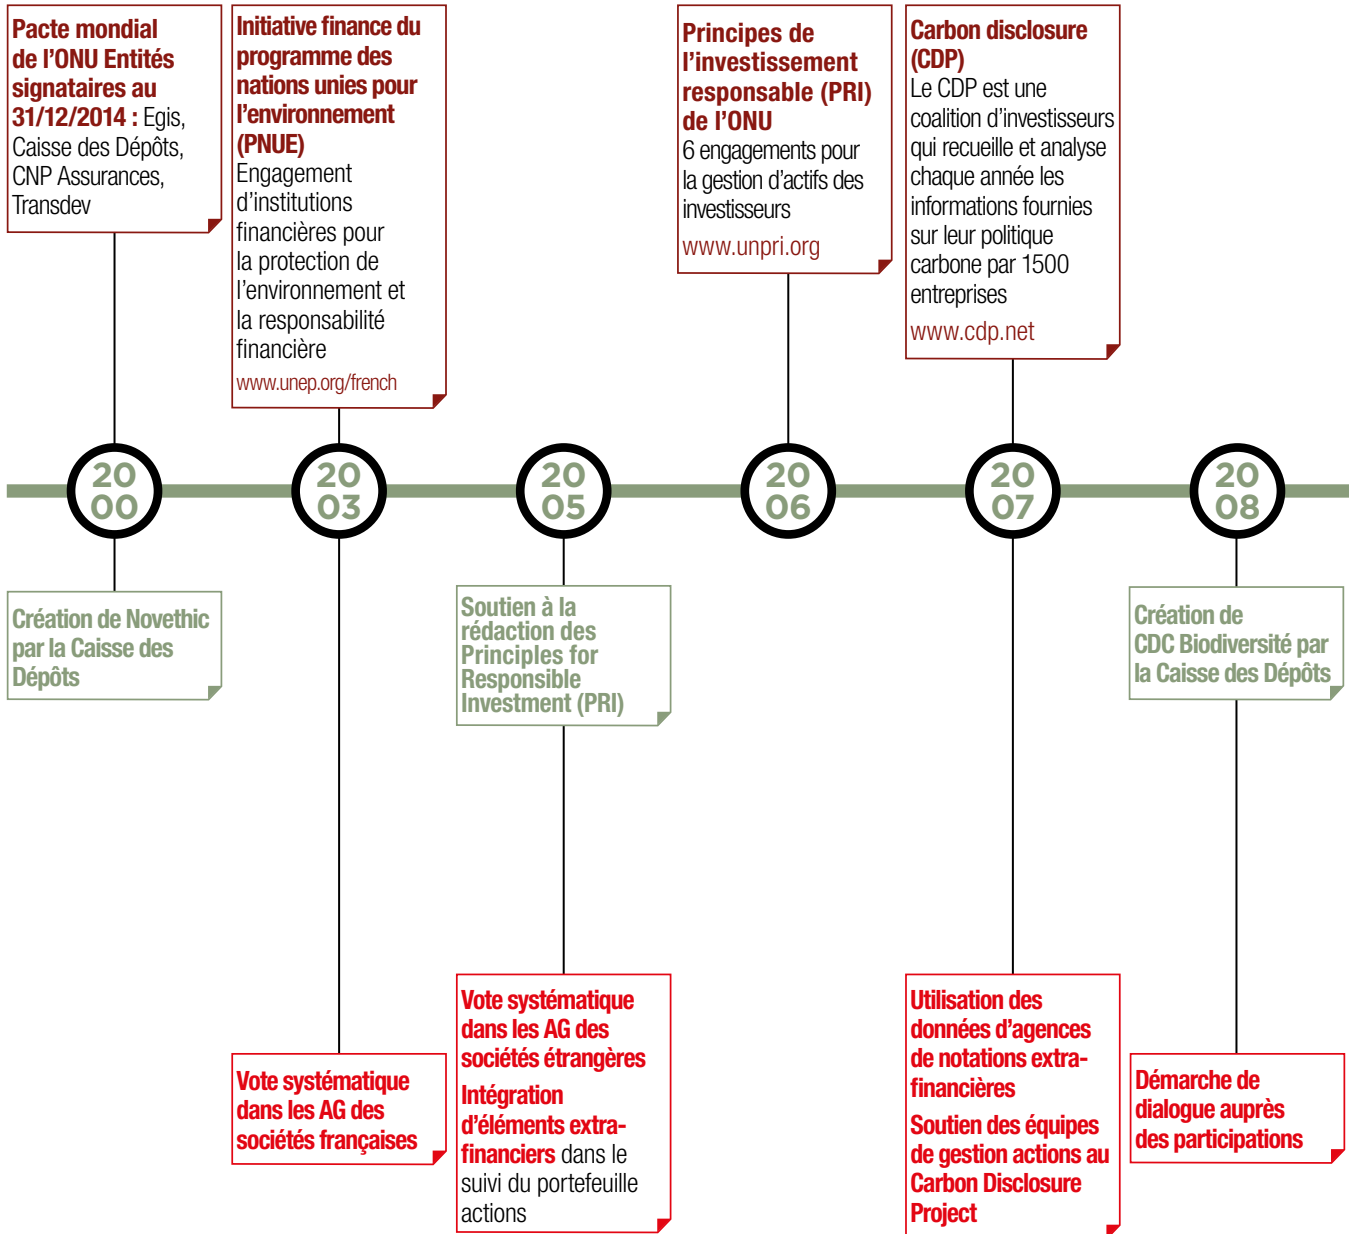 Pacte mondial
de l’ONU Entités
signataires au
31/12/2014 : Egis,
Caisse des Dépôts,
CNP Assurances,
Transdev
Initiative finance du
programme des
nations unies pour
l’environnement
(PNUE)
Engagement
d’institutions
financières pour
la protection de
l’environnement et
la responsabilité
financière
www.unep.org/french
Principes de
l’investissement
responsable (PRI)
de l’ONU
6 engagements pour
la gestion d’actifs des
investisseurs
www.unpri.org
Carbon disclosure
(CDP)
Le CDP est une
coalition d’investisseurs
qui recueille et analyse
chaque année les
informations fournies
sur leur politique
carbone par 1500
entreprises
www.cdp.net
20
00
20
03
20
05
20
06
20
07
20
08
Création de Novethic
par la Caisse des
Dépôts
Soutien à la
rédaction des
Principles for
Responsible
Investment (PRI)
Création de
CDC Biodiversité par
la Caisse des Dépôts
Vote systématique
dans les AG des
sociétés françaises
Vote systématique
dans les AG des
sociétés étrangères
Intégration
d’éléments extra-
financiers dans le
suivi du portefeuille
actions
Utilisation des
données d’agences
de notations extra-
financières
Soutien des équipes
de gestion actions au
Carbon Disclosure
Project
Démarche de
dialogue auprès
des participations